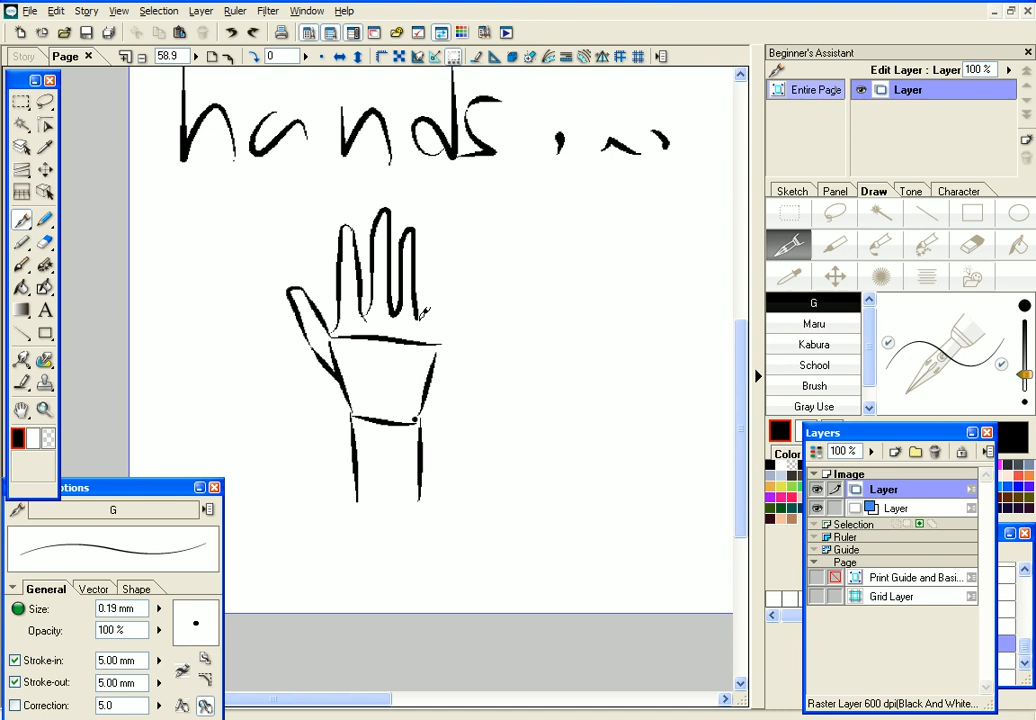 File Edit Story View Selection Layer Ruler Filter Window Help
Story Page 58.9 0
hands...
Beginner's Assistant
Edit Layer : Layer 100 %
Entire Page Layer
Sketch Panel Draw Tone Character
G
Maru
Kabura
School
Brush
Gray Use
Color
Layers
100 %
Image
Layer
Layer
Selection
Ruler
Guide
Page
Print Guide and Basi...
Grid Layer
Raster Layer 600 dpi(Black And White...
G
General Vector Shape
Size: 0.19 mm
Opacity: 100 %
Stroke-in: 5.00 mm
Stroke-out: 5.00 mm
Correction: 5.0